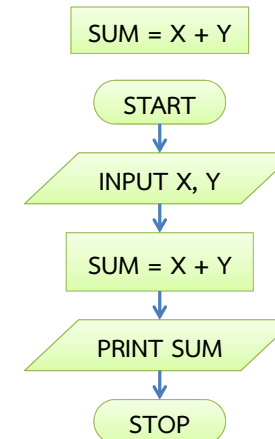 SUM = X + Y
START
INPUT X, Y
SUM = X + Y
PRINT SUM
STOP